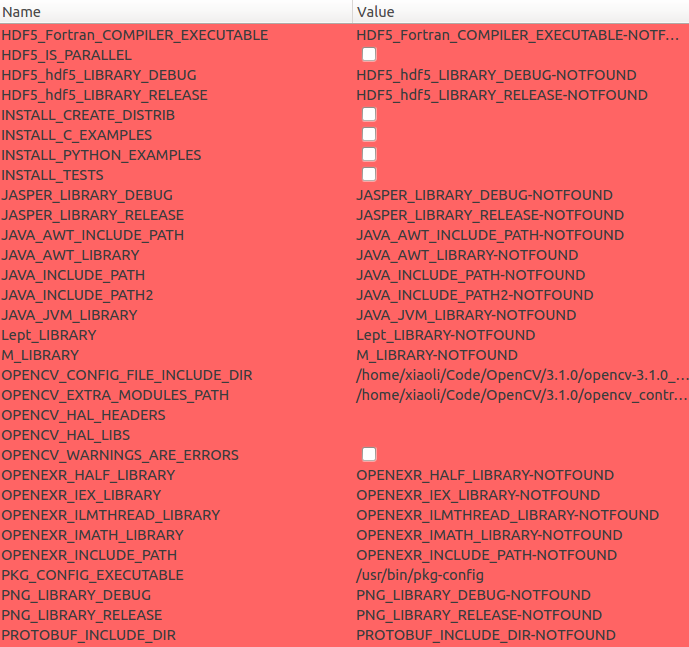 Name Value
HDF5_Fortran_COMPILER_EXECUTABLE HDF5_Fortran_COMPILER_EXECUTABLE-NOTF...
HDF5_IS_PARALLEL
HDF5_hdf5_LIBRARY_DEBUG HDF5_hdf5_LIBRARY_DEBUG-NOTFOUND
HDF5_hdf5_LIBRARY_RELEASE HDF5_hdf5_LIBRARY_RELEASE-NOTFOUND
INSTALL_CREATE_DISTRIB
INSTALL_C_EXAMPLES
INSTALL_PYTHON_EXAMPLES
INSTALL_TESTS
JASPER_LIBRARY_DEBUG JASPER_LIBRARY_DEBUG-NOTFOUND
JASPER_LIBRARY_RELEASE JASPER_LIBRARY_RELEASE-NOTFOUND
JAVA_AWT_INCLUDE_PATH JAVA_AWT_INCLUDE_PATH-NOTFOUND
JAVA_AWT_LIBRARY JAVA_AWT_LIBRARY-NOTFOUND
JAVA_INCLUDE_PATH JAVA_INCLUDE_PATH-NOTFOUND
JAVA_INCLUDE_PATH2 JAVA_INCLUDE_PATH2-NOTFOUND
JAVA_JVM_LIBRARY JAVA_JVM_LIBRARY-NOTFOUND
Lept_LIBRARY Lept_LIBRARY-NOTFOUND
M_LIBRARY M_LIBRARY-NOTFOUND
OPENCV_CONFIG_FILE_INCLUDE_DIR /home/xiaoli/Code/OpenCV/3.1.0/opencv-3.1.0_...
OPENCV_EXTRA_MODULES_PATH /home/xiaoli/Code/OpenCV/3.1.0/opencv_contr...
OPENCV_HAL_HEADERS
OPENCV_HAL_LIBS
OPENCV_WARNINGS_ARE_ERRORS
OPENEXR_HALF_LIBRARY OPENEXR_HALF_LIBRARY-NOTFOUND
OPENEXR_IEX_LIBRARY OPENEXR_IEX_LIBRARY-NOTFOUND
OPENEXR_ILMTHREAD_LIBRARY OPENEXR_ILMTHREAD_LIBRARY-NOTFOUND
OPENEXR_IMATH_LIBRARY OPENEXR_IMATH_LIBRARY-NOTFOUND
OPENEXR_INCLUDE_PATH OPENEXR_INCLUDE_PATH-NOTFOUND
PKG_CONFIG_EXECUTABLE /usr/bin/pkg-config
PNG_LIBRARY_DEBUG PNG_LIBRARY_DEBUG-NOTFOUND
PNG_LIBRARY_RELEASE PNG_LIBRARY_RELEASE-NOTFOUND
PROTOBUF_INCLUDE_DIR PROTOBUF_INCLUDE_DIR-NOTFOUND